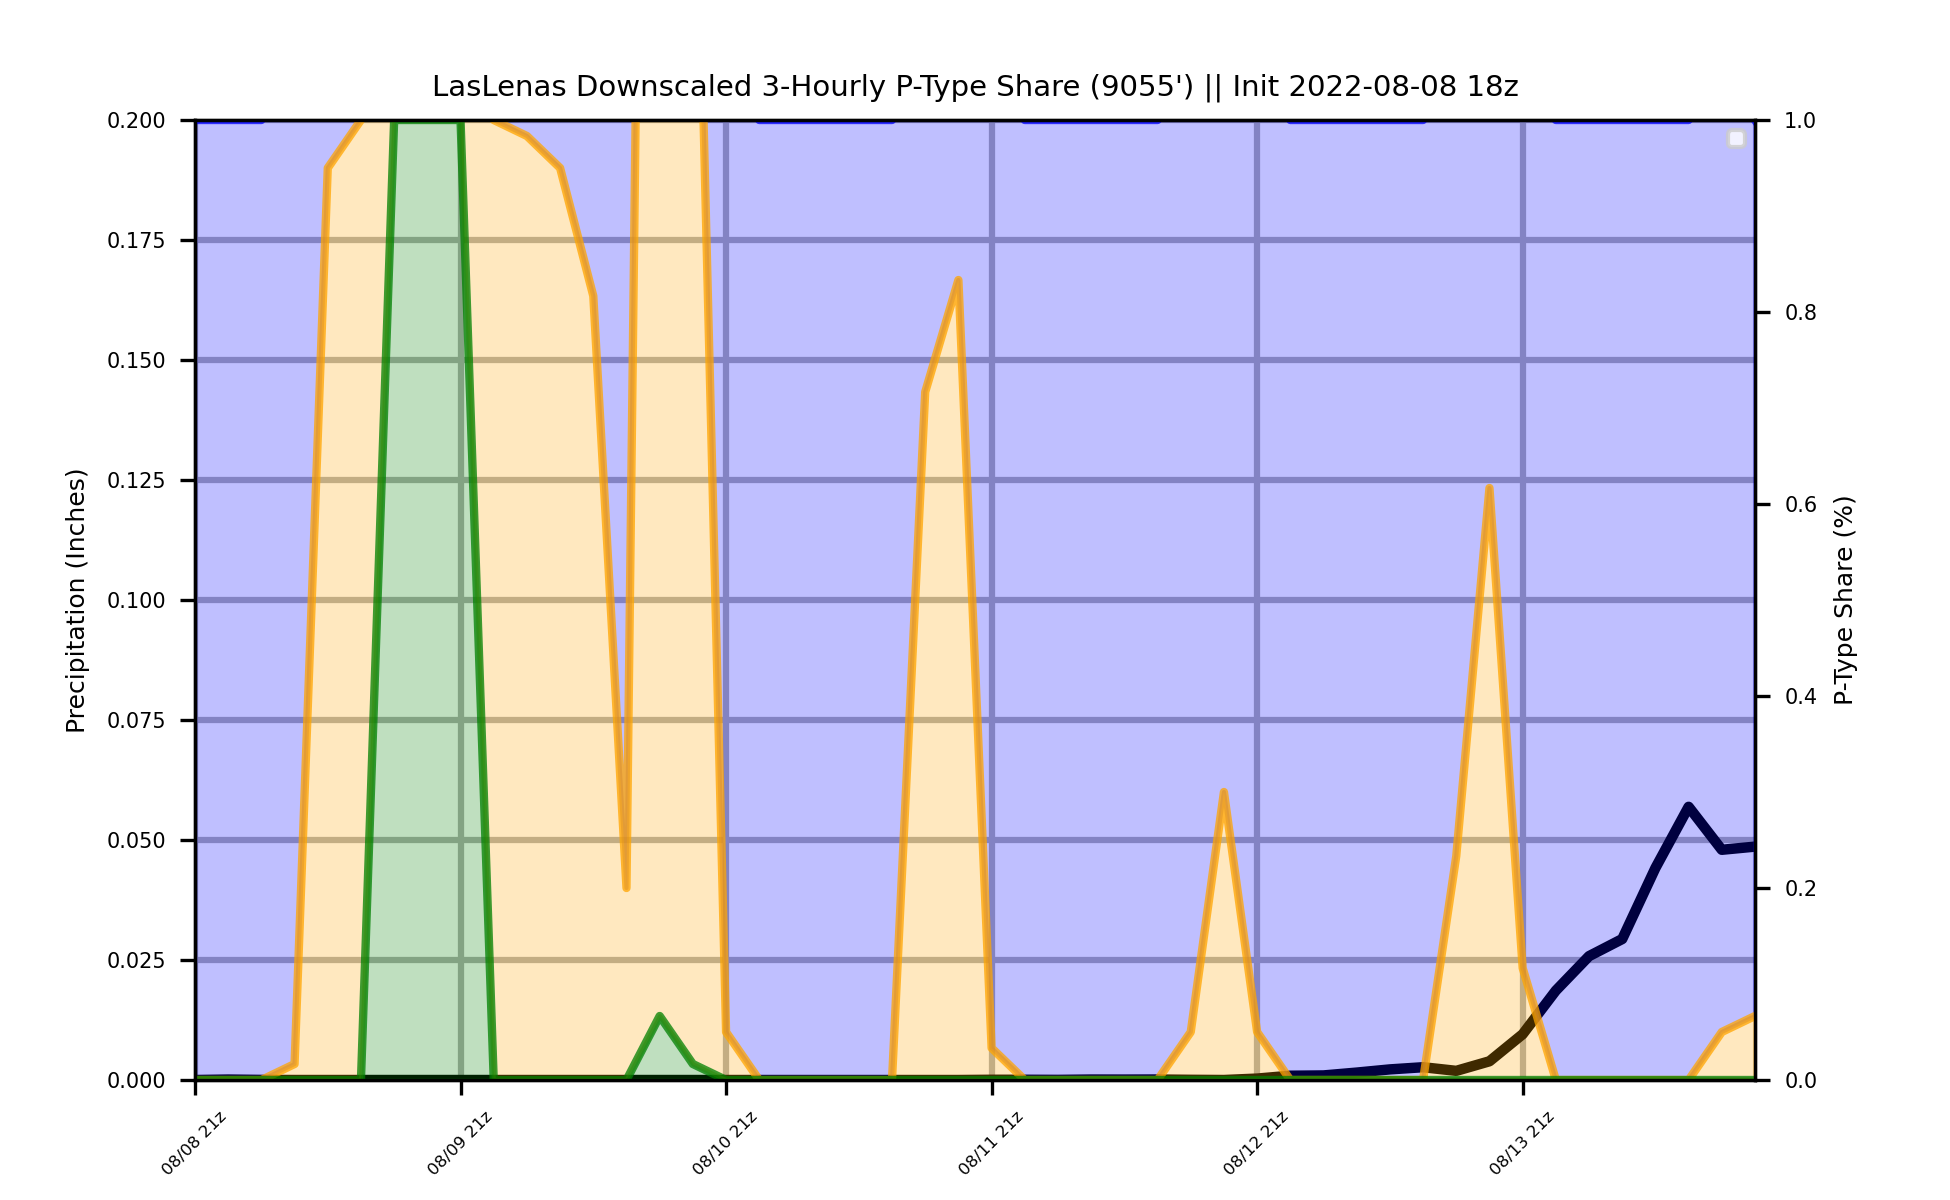 LasLenas Downscaled 3-Hourly P-Type Share (9055') || Init 2022-08-08 18z
0.200
0.175
0.150
0.125
0.100
0.075
0.050
0.025
0.000
Precipitation (Inches)
1.0
0.8
0.6
0.4
0.2
0.0
P-Type Share (%)
08/08 21z
08/09 21z
08/10 21z
08/11 21z
08/12 21z
08/13 21z